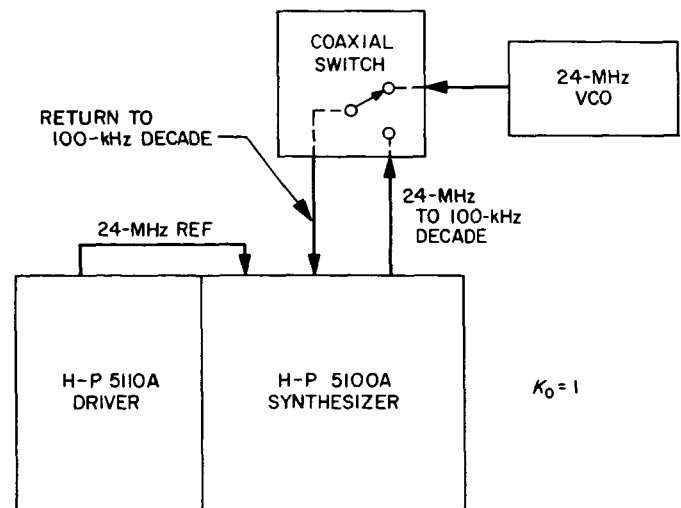 COAXIAL
SWITCH
24-MHz
VCO
RETURN TO
100-kHz DECADE
24-MHz
TO 100-kHz
DECADE
24-MHz REF
H-P 5110A
DRIVER
H-P 5100A
SYNTHESIZER
K₀ = 1